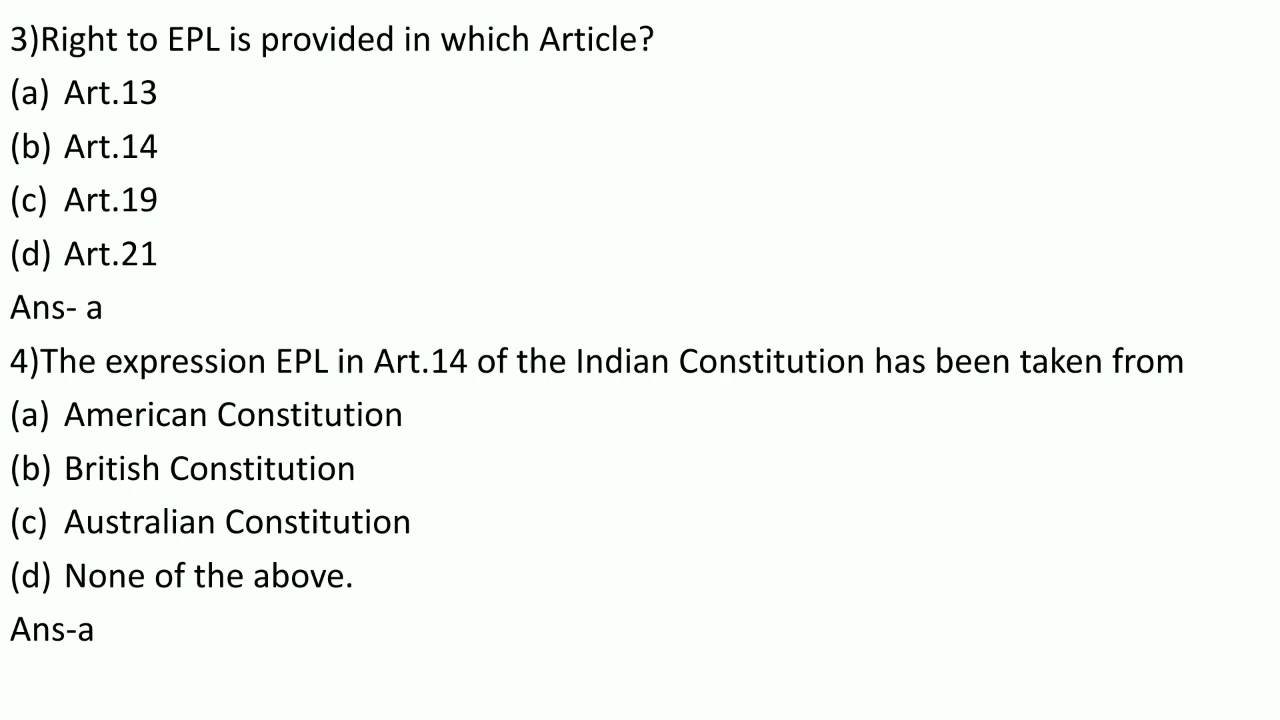 3)Right to EPL is provided in which Article?
(a) Art.13
(b) Art.14
(c) Art.19
(d) Art.21
Ans- a
4)The expression EPL in Art.14 of the Indian Constitution has been taken from
(a) American Constitution
(b) British Constitution
(c) Australian Constitution
(d) None of the above.
Ans-a